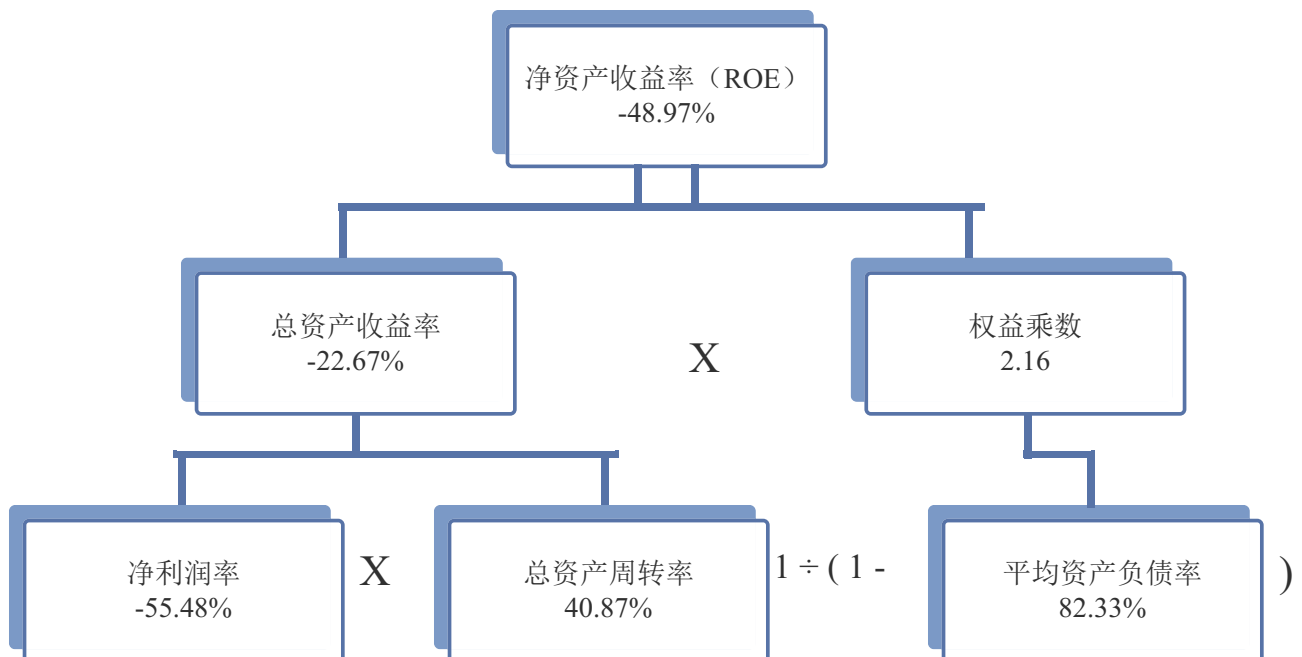 净资产收益率（ROE）
-48.97%
总资产收益率
-22.67%
X
权益乘数
2.16
净利润率
-55.48%
X
总资产周转率
40.87%
1 ÷ ( 1 -
平均资产负债率
82.33%
)